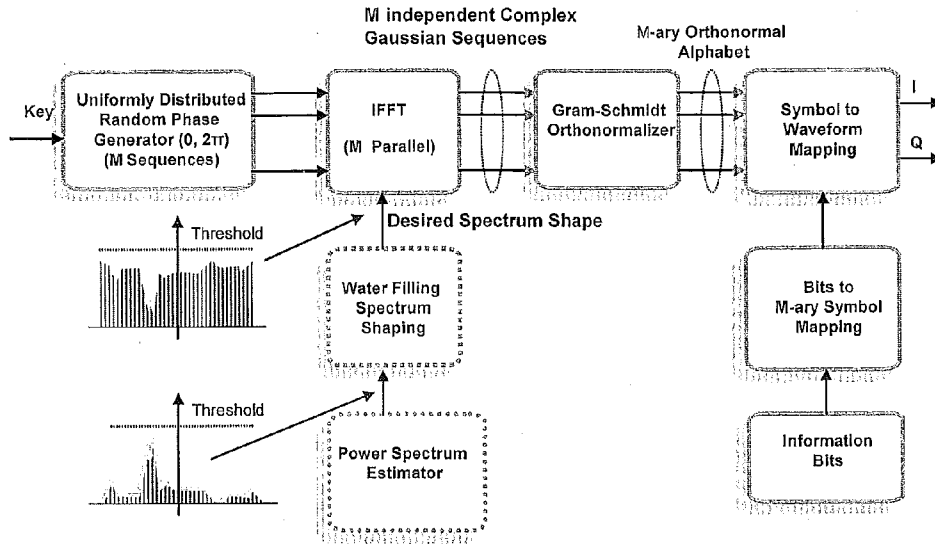 M independent Complex
Gaussian Sequences
M-ary Orthonormal
Alphabet
Key
Uniformly Distributed
Random Phase
Generator (0, 2π)
(M Sequences)
IFFT
(M Parallel)
Gram-Schmidt
Orthonormalizer
Symbol to
Waveform
Mapping
I
Q
Threshold
Desired Spectrum Shape
Water Filling
Spectrum
Shaping
Bits to
M-ary Symbol
Mapping
Threshold
Power Spectrum
Estimator
Information
Bits